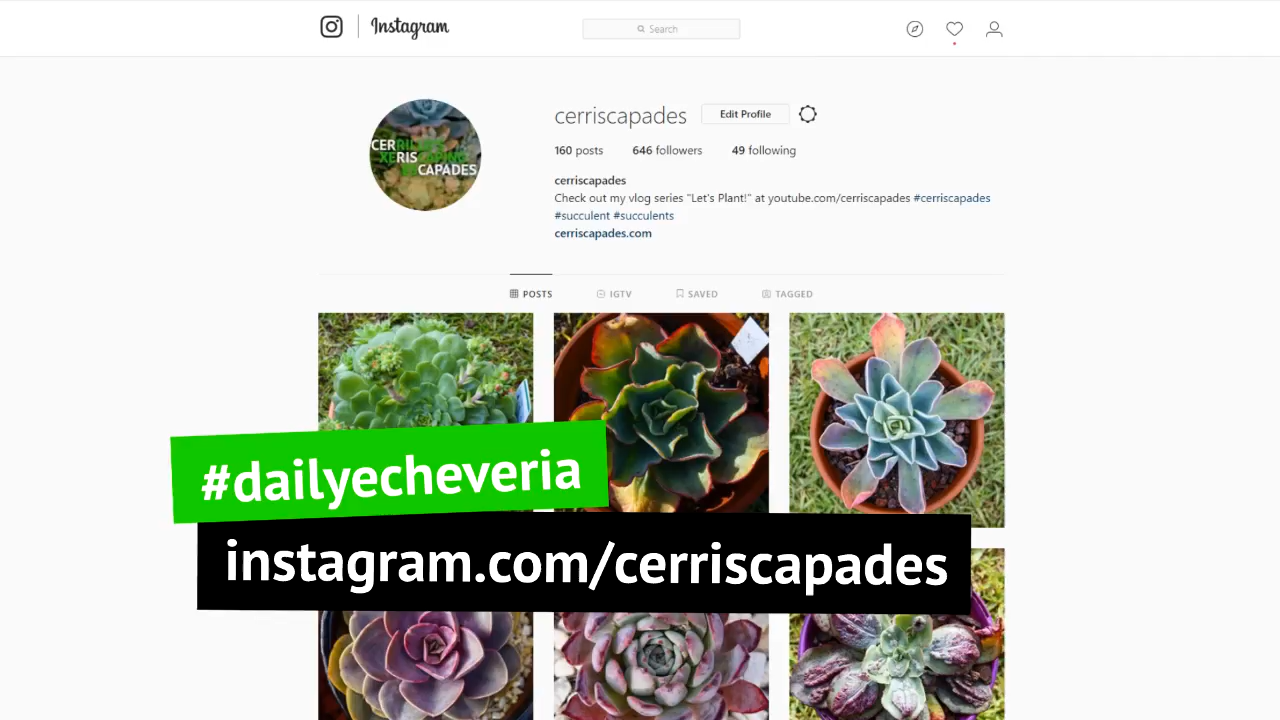 Instagram
Search
cerriscapades
Edit Profile
160 posts
646 followers
49 following
cerriscapades
Check out my vlog series "Let's Plant!" at youtube.com/cerriscapades #cerriscapades
#succulent #succulents
cerriscapades.com
POSTS
IGTV
SAVED
TAGGED
#dailyecheveria
instagram.com/cerriscapades